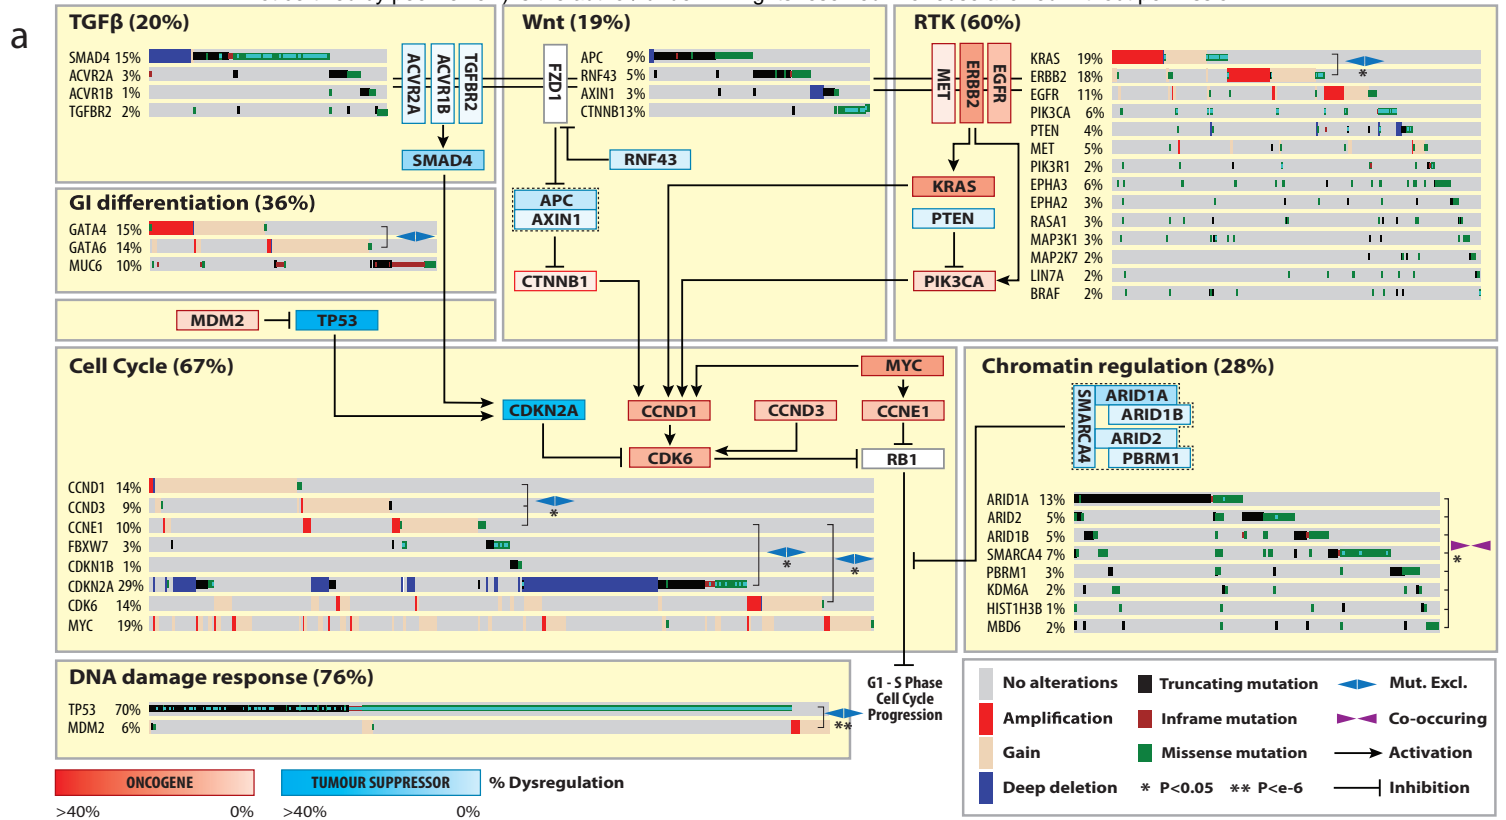 a
TGFβ (20%)
SMAD4 15%
ACVR2A 3%
ACVR1B 1%
TGFBR2 2%
ACVR2A
ACVR1B
TGFBR2
SMAD4
Wnt (19%)
FZD1
APC 9%
RNF43 5%
AXIN1 3%
CTNNB13%
RNF43
APC
AXIN1
CTNNB1
RTK (60%)
MET
ERBB2
EGFR
KRAS
PTEN
PIK3CA
KRAS 19%
ERBB2 18%
EGFR 11%
PIK3CA 6%
PTEN 4%
MET 5%
PIK3R1 2%
EPHA3 6%
EPHA2 3%
RASA1 3%
MAP3K1 3%
MAP2K7 2%
LIN7A 2%
BRAF 2%
*
GI differentiation (36%)
GATA4 15%
GATA6 14%
MUC6 10%
MDM2
TP53
Cell Cycle (67%)
CDKN2A
CCND1
CCND3
MYC
CCNE1
CDK6
RB1
CCND1 14%
CCND3 9%
CCNE1 10%
FBXW7 3%
CDKN1B 1%
CDKN2A 29%
CDK6 14%
MYC 19%
*
*
*
Chromatin regulation (28%)
SMARCA4
ARID1A
ARID1B
ARID2
PBRM1
ARID1A 13%
ARID2 5%
ARID1B 5%
SMARCA4 7%
PBRM1 3%
KDM6A 2%
HIST1H3B 1%
MBD6 2%
*
DNA damage response (76%)
TP53 70%
MDM2 6%
**
G1 - S Phase
Cell Cycle
Progression
No alterations
Amplification
Gain
Deep deletion
Truncating mutation
Inframe mutation
Missense mutation
* P<0.05 ** P<e-6
Mut. Excl.
Co-occuring
Activation
Inhibition
ONCOGENE
>40% 0%
TUMOUR SUPPRESSOR
>40% 0%
% Dysregulation